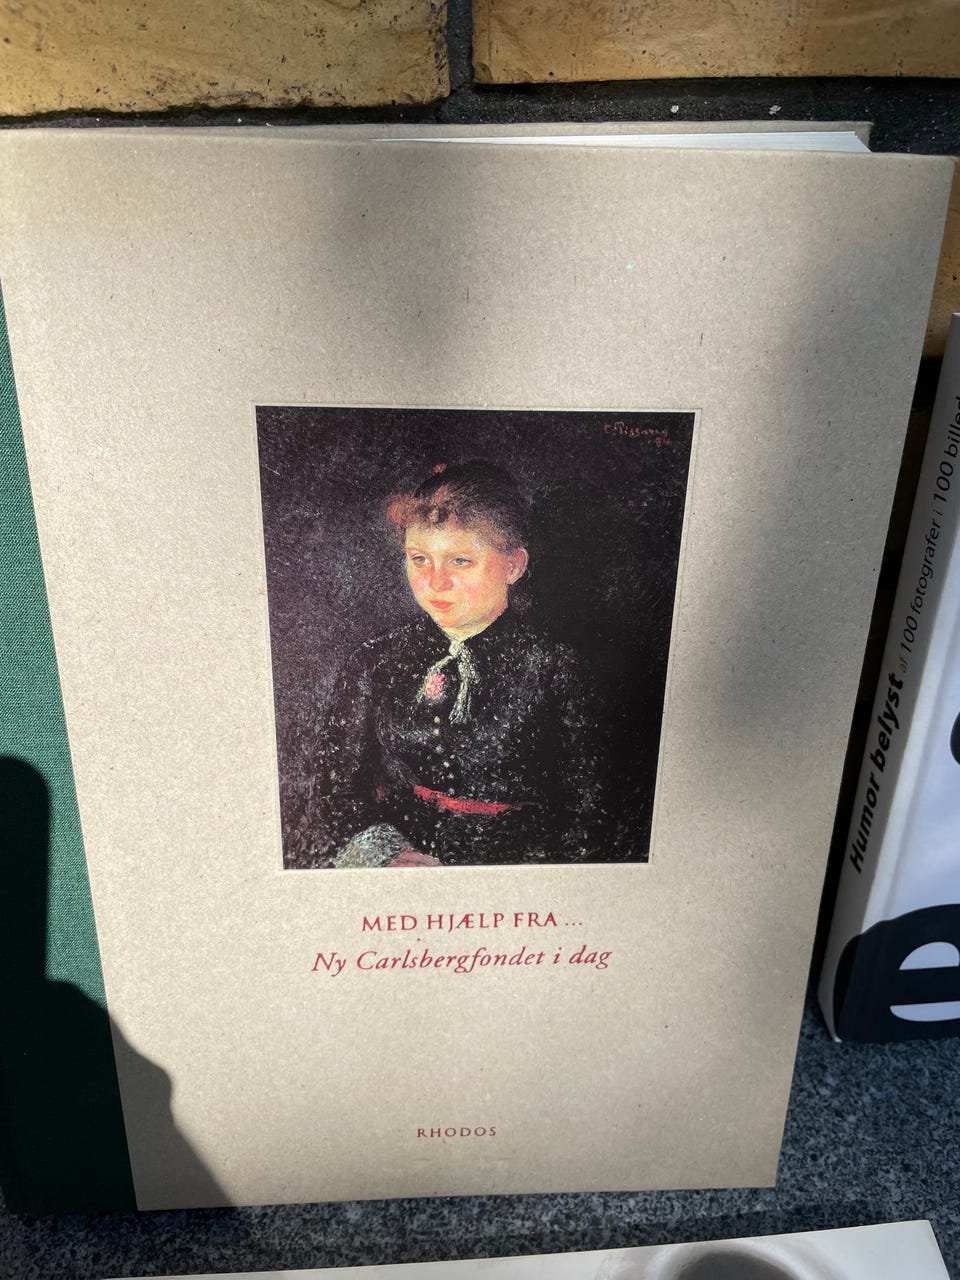 C. Pissarro
MED HJÆLP FRA ...
Ny Carlsbergfondet i dag
RHODOS
Humor belyst af 100 fotografer i 100 billed